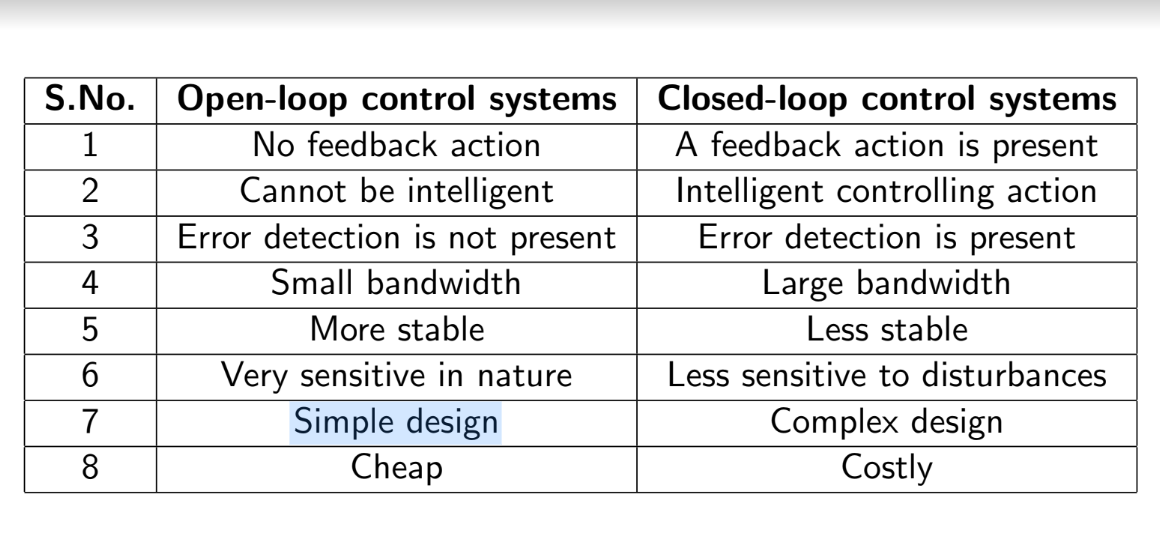 S.No. Open-loop control systems Closed-loop control systems
1 No feedback action A feedback action is present
2 Cannot be intelligent Intelligent controlling action
3 Error detection is not present Error detection is present
4 Small bandwidth Large bandwidth
5 More stable Less stable
6 Very sensitive in nature Less sensitive to disturbances
7 Simple design Complex design
8 Cheap Costly